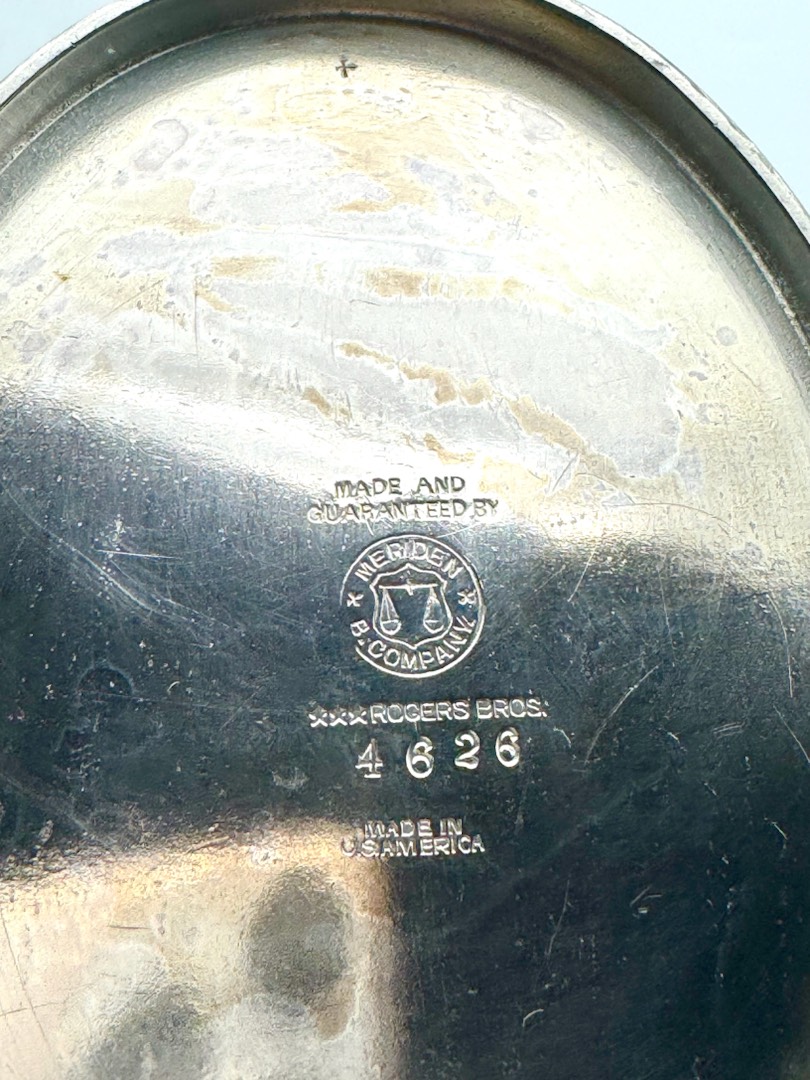 MADE AND
GUARANTEED BY
MERIDEN
B. COMPANY.
★★★ROGERS BROS.
4626
MADE IN
U.S.AMERICA